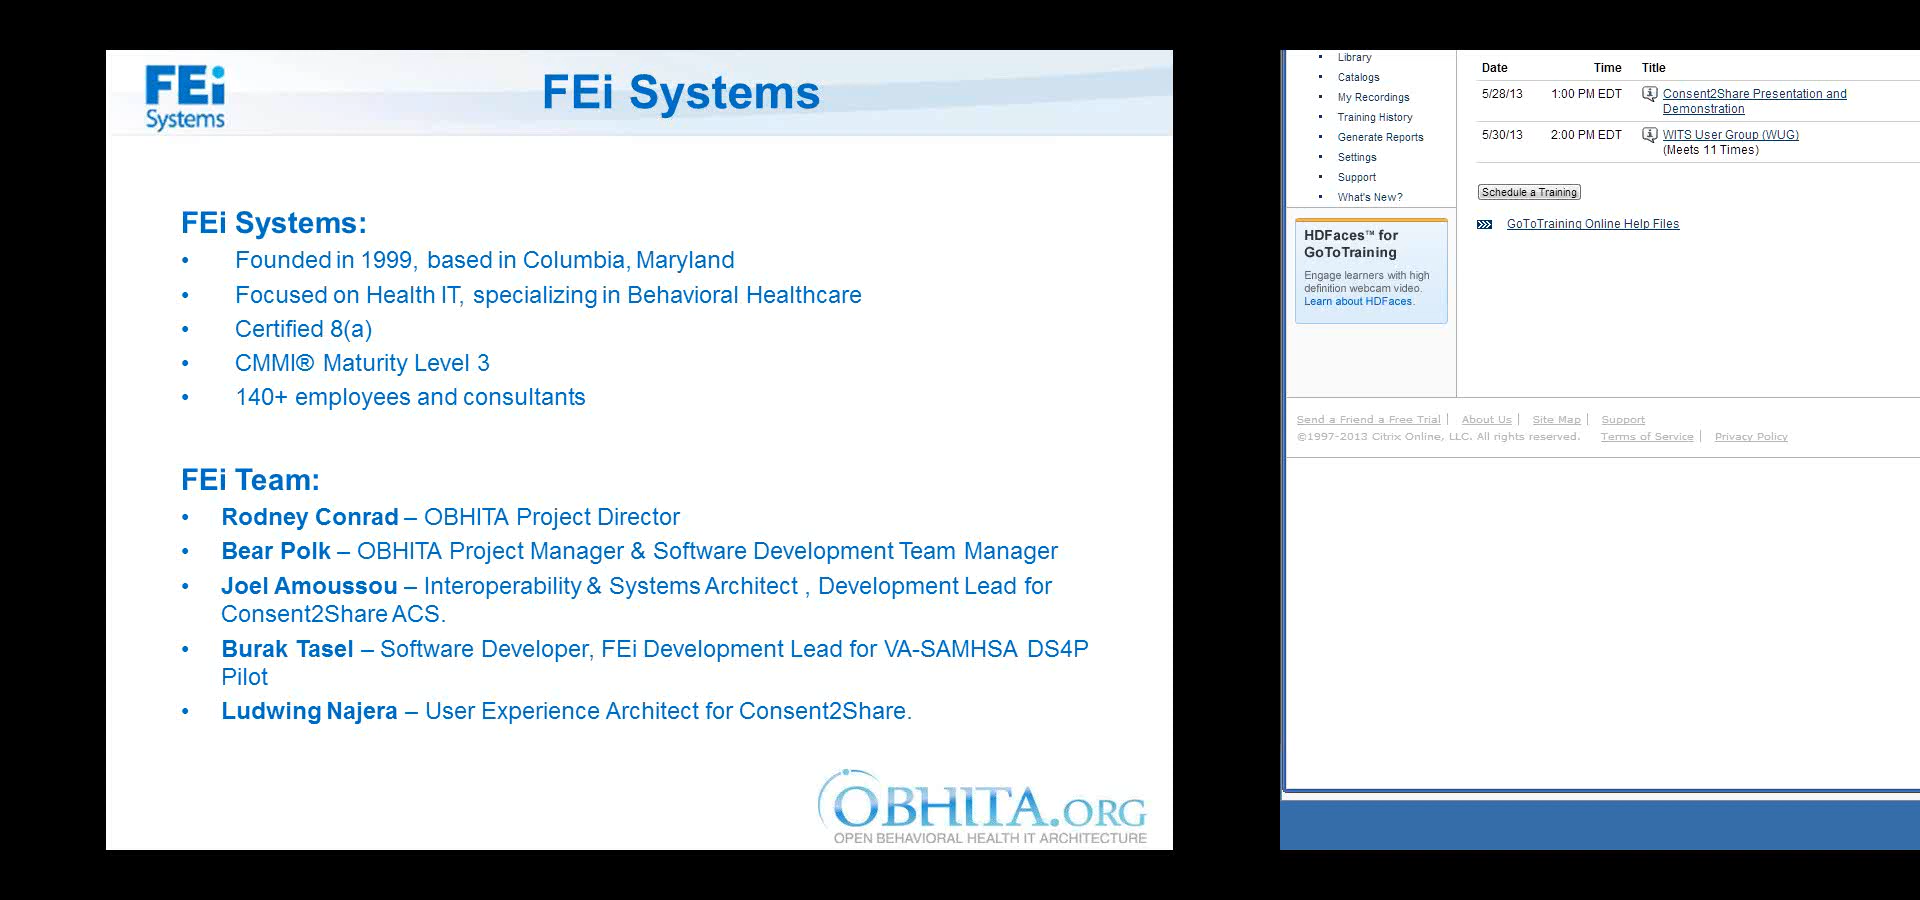 FEi
Systems
FEi Systems
FEi Systems:
• Founded in 1999, based in Columbia, Maryland
• Focused on Health IT, specializing in Behavioral Healthcare
• Certified 8(a)
• CMMI® Maturity Level 3
• 140+ employees and consultants
FEi Team:
• Rodney Conrad – OBHITA Project Director
• Bear Polk – OBHITA Project Manager & Software Development Team Manager
• Joel Amoussou – Interoperability & Systems Architect , Development Lead for
Consent2Share ACS.
• Burak Tasel – Software Developer, FEi Development Lead for VA-SAMHSA DS4P
Pilot
• Ludwing Najera – User Experience Architect for Consent2Share.
OBHITA.ORG
OPEN BEHAVIORAL HEALTH IT ARCHITECTURE
Library
Catalogs
My Recordings
Training History
Generate Reports
Settings
Support
What's New?
HDFaces™ for
GoToTraining
Engage learners with high
definition webcam video.
Learn about HDFaces.
Date Time Title
5/28/13 1:00 PM EDT Consent2Share Presentation and
Demonstration
5/30/13 2:00 PM EDT WITS User Group (WUG)
(Meets 11 Times)
Schedule a Training
GoToTraining Online Help Files
Send a Friend a Free Trial | About Us | Site Map | Support
©1997-2013 Citrix Online, LLC. All rights reserved. Terms of Service | Privacy Policy